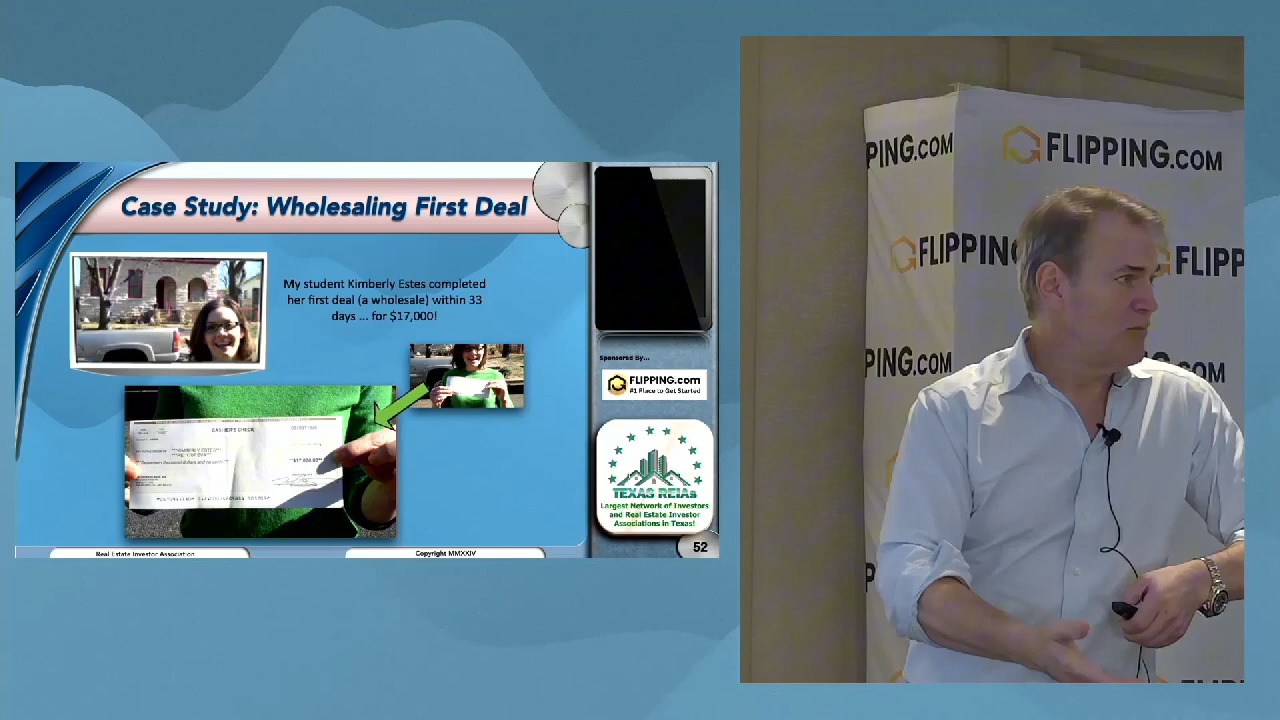 Case Study: Wholesaling First Deal
My student Kimberly Estes completed
her first deal (a wholesale) within 33
days ... for $17,000!
CASHIER'S CHECK
Sponsored By...
FLIPPING.com
#1 Place to Get Started
TEXAS REIAs
Largest Network of Investors
and Real Estate Investor
Associations in Texas!
Real Estate Investor Association
Copyright MMXXIV
52
PING.COM
FLIPPING.COM
FLIPPING
FLIPP
PING.COM
COM